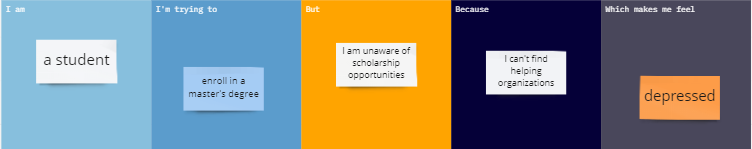 I am
a student
I'm trying to
enroll in a
master's degree
But
I am unaware of
scholarship
opportunities
Because
I can't find
helping
organizations
Which makes me feel
depressed